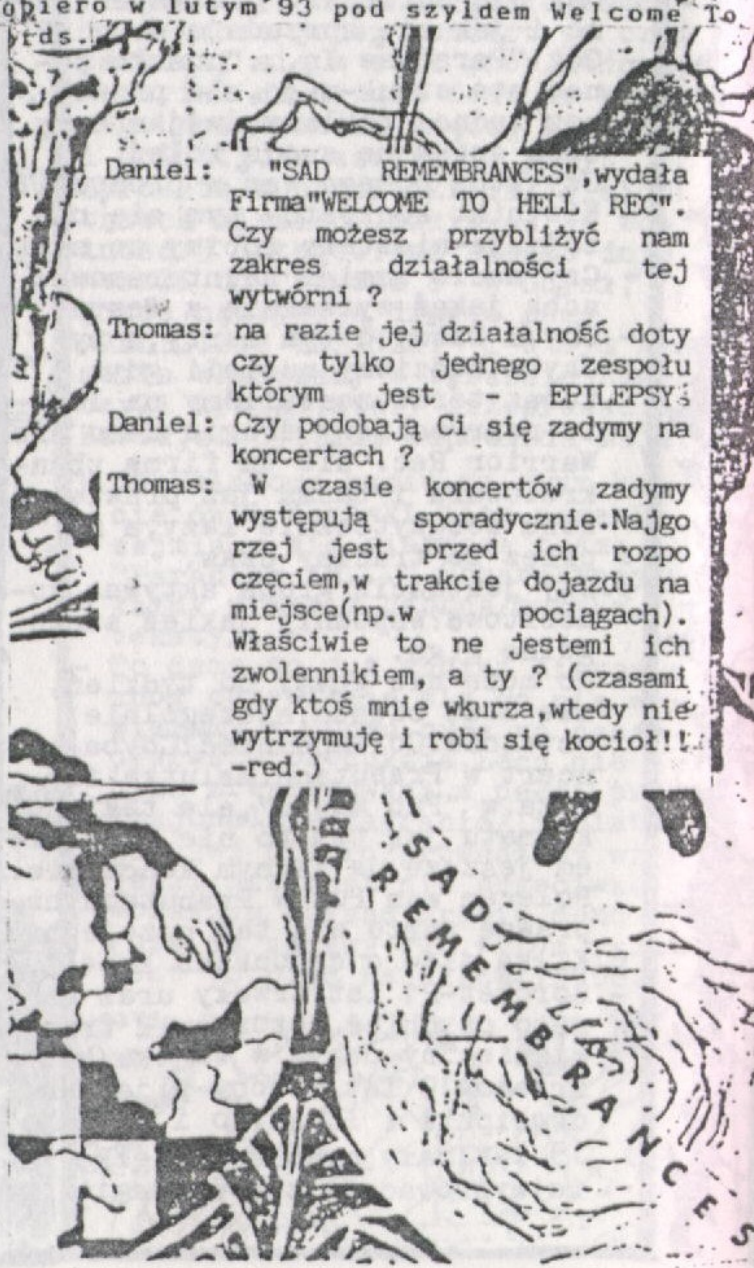 w lutym'93 pod szyldem Welcome To
rds.
Daniel: "SAD REMEMBRANCES",wydała
Firma"WELCOME TO HELL REC".
Czy możesz przybliżyć nam
zakres działalności tej
wytwórni ?
Thomas: na razie jej działalność doty
czy tylko jednego zespołu
którym jest - EPILEPSY.
Daniel: Czy podobają Ci się zadymy na
koncertach ?
Thomas: W czasie koncertów zadymy
występują sporadycznie.Najgo
rzej jest przed ich rozpo
częciem,w trakcie dojazdu na
miejsce(np.w pociągach).
Właściwie to ne jestemi ich
zwolennikiem, a ty ? (czasami
gdy ktoś mnie wkurza,wtedy nie
wytrzymuję i robi się kocioł!!
-red.)
SAD
REMEMBRANCES